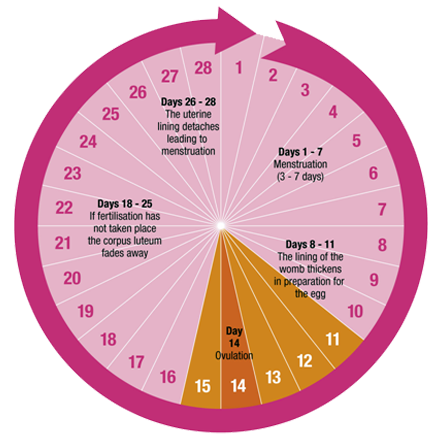 1
2
3
4
5
6
7
8
9
10
11
12
13
14
15
16
17
18
19
20
21
22
23
24
25
26
27
28
Days 1 - 7
Menstruation
(3 - 7 days)
Days 8 - 11
The lining of the
womb thickens
in preparation for
the egg
Day
14
Ovulation
Days 18 - 25
If fertilisation has
not taken place
the corpus luteum
fades away
Days 26 - 28
The uterine
lining detaches
leading to
menstruation